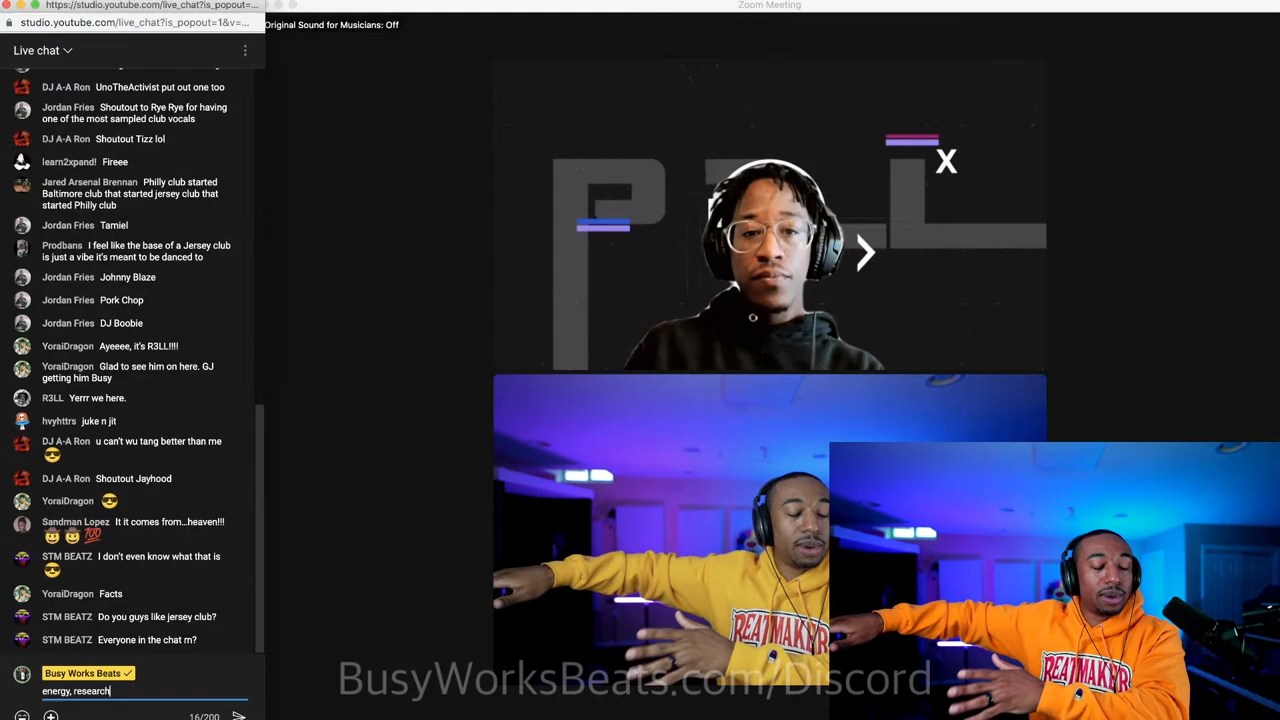 https://studio.youtube.com/live_chat?is_popout=...
studio.youtube.com/live_chat?is_popout=1&v=...
Zoom Meeting
Original Sound for Musicians: Off
Live chat
DJ A-A Ron UnoTheActivist put out one too
Jordan Fries Shoutout to Rye Rye for having
one of the most sampled club vocals
DJ A-A Ron Shoutout Tizz lol
learn2xpand! Fireee
Jared Arsenal Brennan Philly club started
Baltimore club that started jersey club that
started Philly club
Jordan Fries Tamiel
Prodbans I feel like the base of a Jersey club
is just a vibe it's meant to be danced to
Jordan Fries Johnny Blaze
Jordan Fries Pork Chop
Jordan Fries DJ Boobie
YoraiDragon Ayeeee, it's R3LL!!!!
YoraiDragon Glad to see him on here. GJ
getting him Busy
R3LL Yerrr we here.
hvyhttrs juke n jit
DJ A-A Ron u can't wu tang better than me
😎
DJ A-A Ron Shoutout Jayhood
YoraiDragon 😎
Sandman Lopez It it comes from...heaven!!!
🤠 🤠 💯
STM BEATZ I don't even know what that is
😎
YoraiDragon Facts
STM BEATZ Do you guys like jersey club?
STM BEATZ Everyone in the chat rn?
Busy Works Beats
energy, research
16/200
BEATMAKER
BEATMAKER
BusyWorksBeats.com/Discord